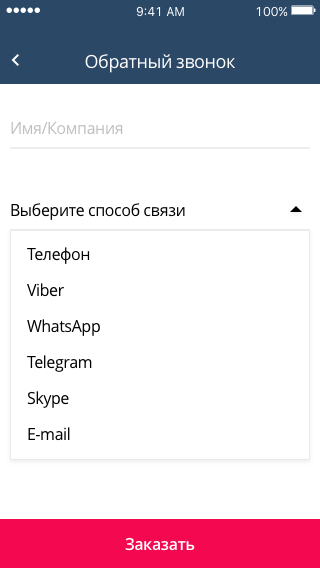 9:41 AM 100%
Обратный звонок
Имя/Компания
Выберите способ связи
Телефон
Viber
WhatsApp
Telegram
Skype
E-mail
Заказать